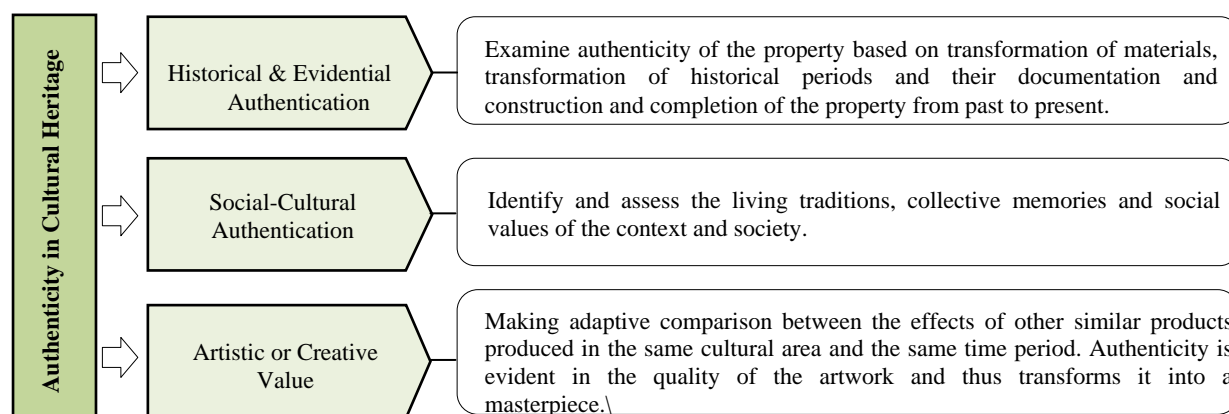 Authenticity in Cultural Heritage
Historical & Evidential
Authentication
Examine authenticity of the property based on transformation of materials,
transformation of historical periods and their documentation and
construction and completion of the property from past to present.
Social-Cultural
Authentication
Identify and assess the living traditions, collective memories and social
values of the context and society.
Artistic or Creative
Value
Making adaptive comparison between the effects of other similar products
produced in the same cultural area and the same time period. Authenticity is
evident in the quality of the artwork and thus transforms it into a
masterpiece.\